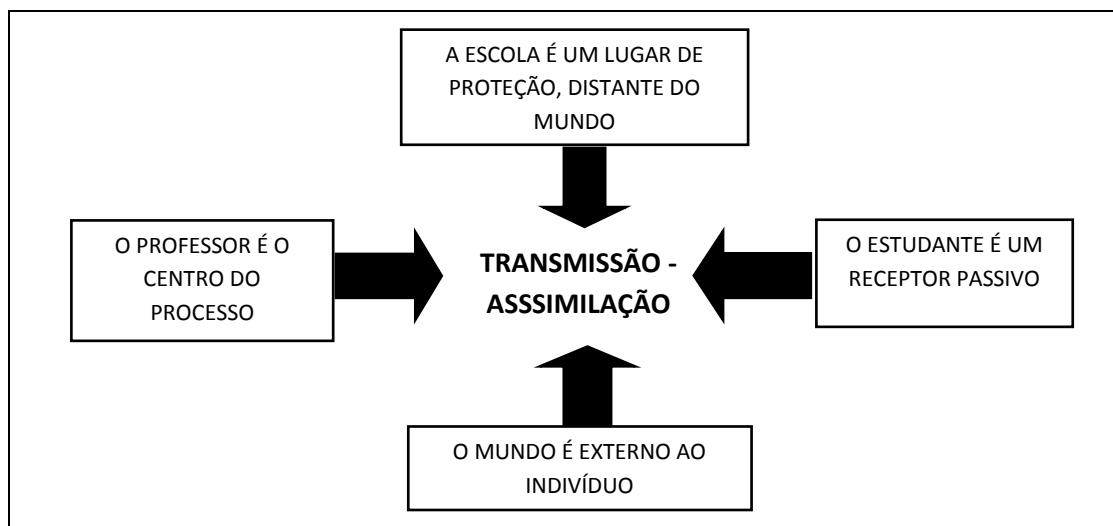 A ESCOLA É UM LUGAR DE
PROTEÇÃO, DISTANTE DO
MUNDO
O PROFESSOR É O
CENTRO DO
PROCESSO
TRANSMISSÃO -
ASSSIMILAÇÃO
O ESTUDANTE É UM
RECEPTOR PASSIVO
O MUNDO É EXTERNO AO
INDIVÍDUO